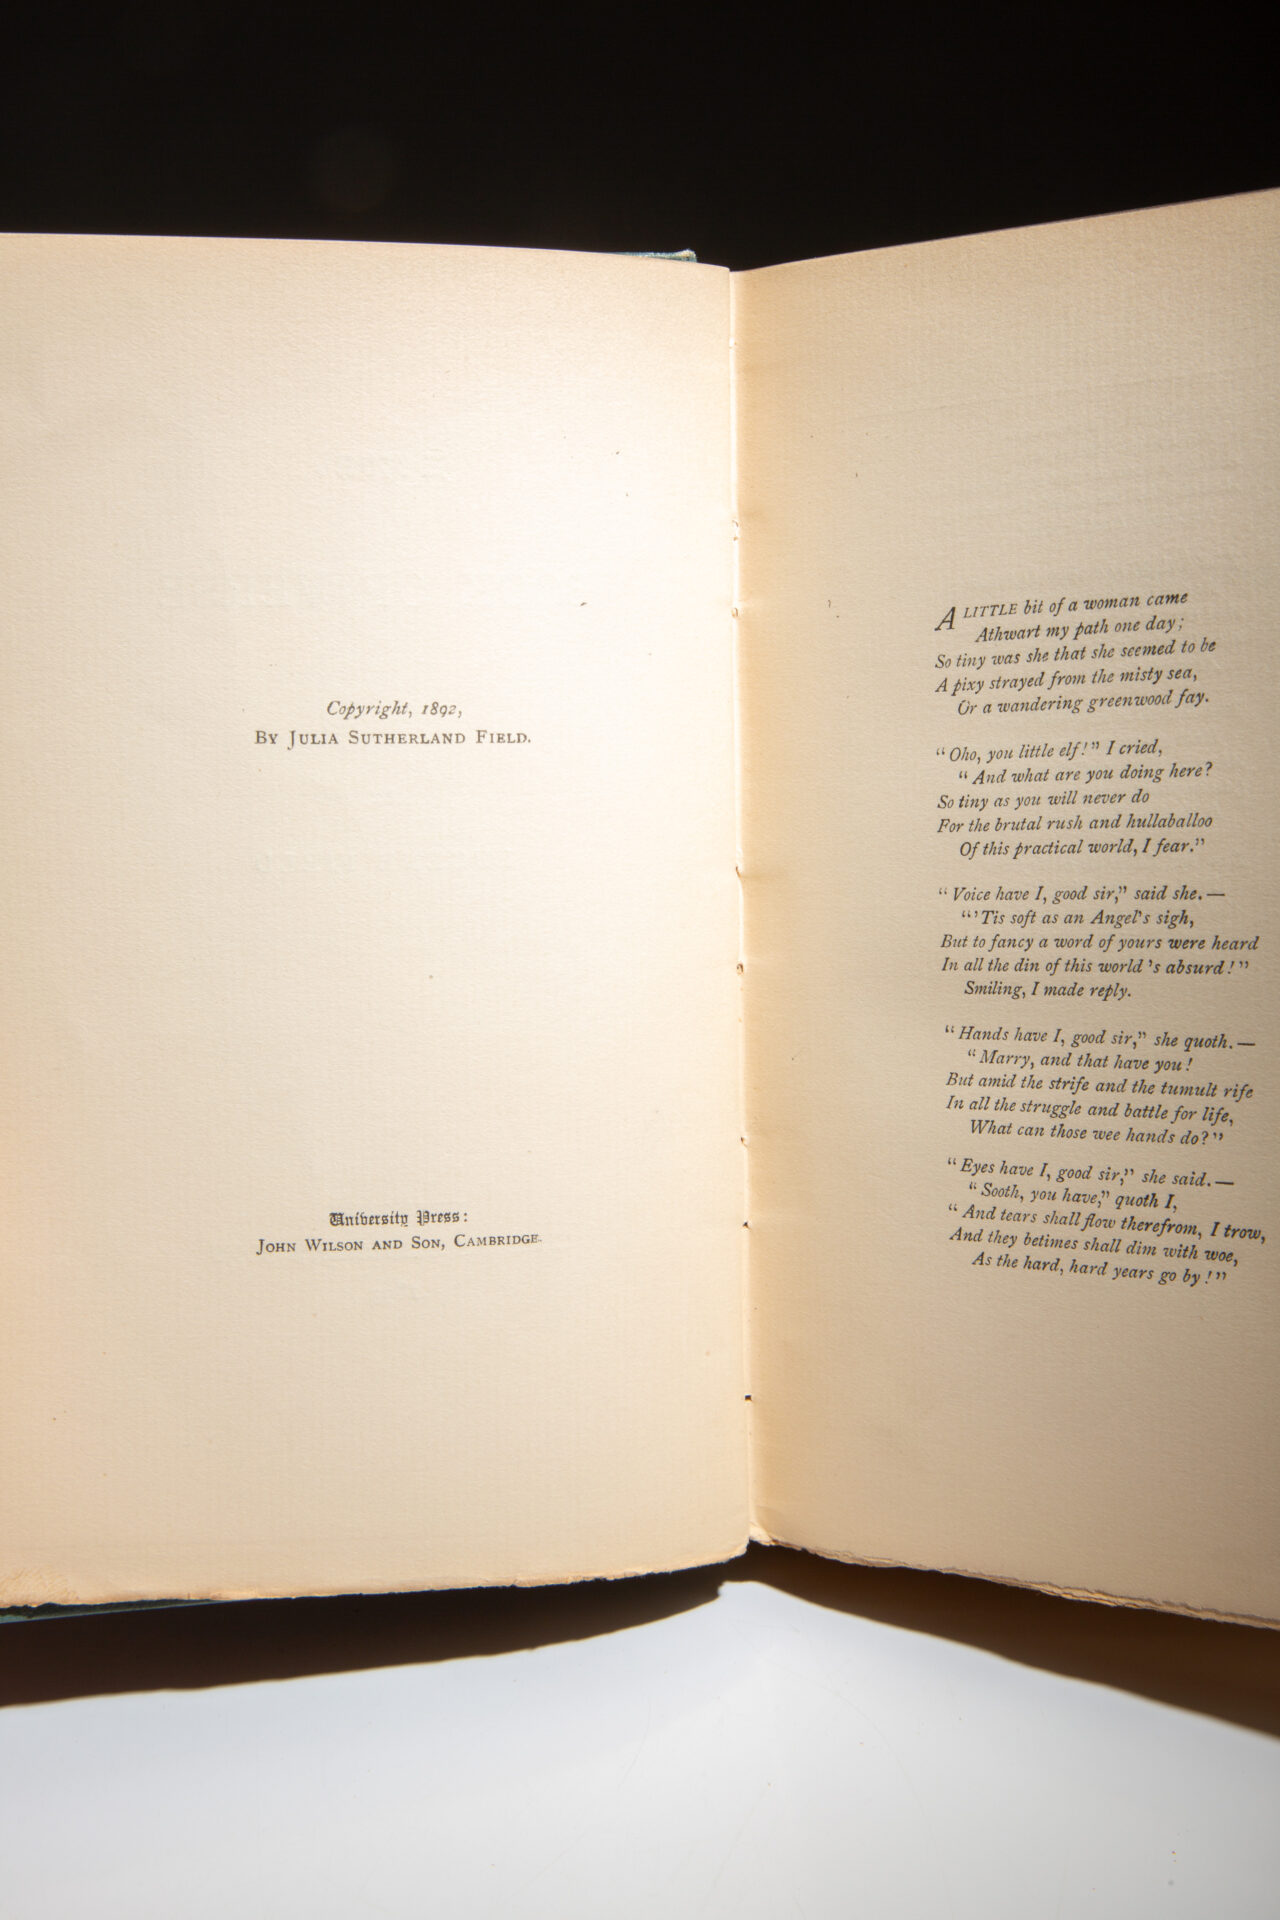 Copyright, 1892,
By Julia Sutherland Field.
University Press:
John Wilson and Son, Cambridge.
A LITTLE bit of a woman came
Athwart my path one day;
So tiny was she that she seemed to be
A pixy strayed from the misty sea,
Or a wandering greenwood fay.
“Oho, you little elf!” I cried,
“And what are you doing here?
So tiny as you will never do
For the brutal rush and hullaballoo
Of this practical world, I fear.”
“Voice have I, good sir,” said she.—
“’Tis soft as an Angel's sigh,
But to fancy a word of yours were heard
In all the din of this world 's absurd!”
Smiling, I made reply.
“Hands have I, good sir,” she quoth.—
“Marry, and that have you!
But amid the strife and the tumult rife
In all the struggle and battle for life,
What can those wee hands do?”
“Eyes have I, good sir,” she said.—
“Sooth, you have,” quoth I,
“And tears shall flow therefrom, I trow,
And they betimes shall dim with woe,
As the hard, hard years go by!”